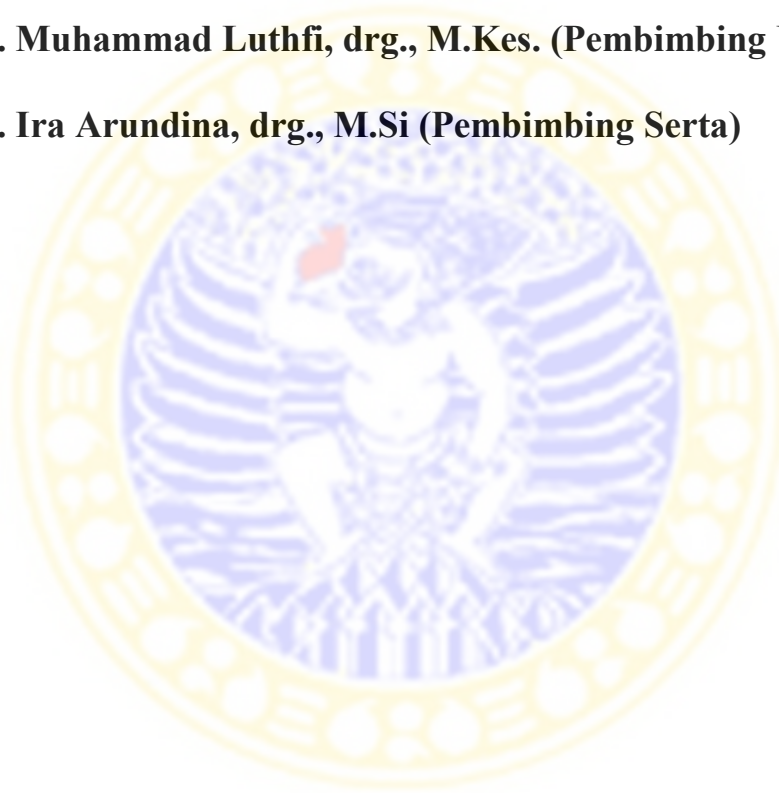 . Muhammad Luthfi, drg., M.Kes. (Pembimbing
. Ira Arundina, drg., M.Si (Pembimbing Serta)